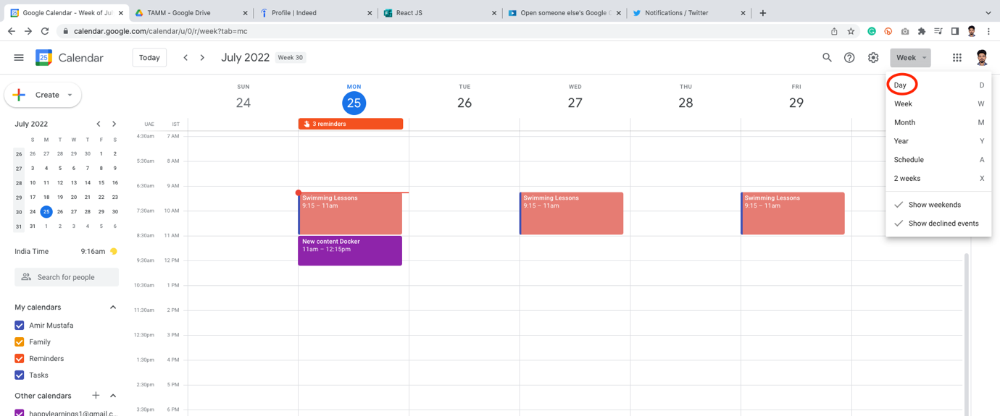 Google Calendar - Week of Jul
TAMM - Google Drive
Profile | Indeed
React JS
Open someone else's Google C
Notifications / Twitter
calendar.google.com/calendar/u/0/r/week?tab=mc
25
Calendar
Today
July 2022
Week 30
Week
Create
July 2022
S M T W T F S
26 26 27 28 29 30 1 2
27 3 4 5 6 7 8 9
28 10 11 12 13 14 15 16
29 17 18 19 20 21 22 23
30 24 25 26 27 28 29 30
31 31 1 2 3 4 5 6
India Time 9:16am
Search for people
My calendars
Amir Mustafa
Family
Reminders
Tasks
Other calendars
happylearnings1@gmail.c...
SUN MON TUE WED THU FRI
24 25 26 27 28 29
UAE IST
3 reminders
4:30am 7 AM
5:30am 8 AM
6:30am 9 AM
7:30am 10 AM
8:30am 11 AM
9:30am 12 PM
10:30am 1 PM
11:30am 2 PM
12:30pm 3 PM
1:30pm 4 PM
2:30pm 5 PM
3:30pm 6 PM
Swimming Lessons
9:15 – 11am
New content Docker
11am – 12:15pm
Swimming Lessons
9:15 – 11am
Swimming Lessons
9:15 – 11am
Day D
Week W
Month M
Year Y
Schedule A
2 weeks X
Show weekends
Show declined events